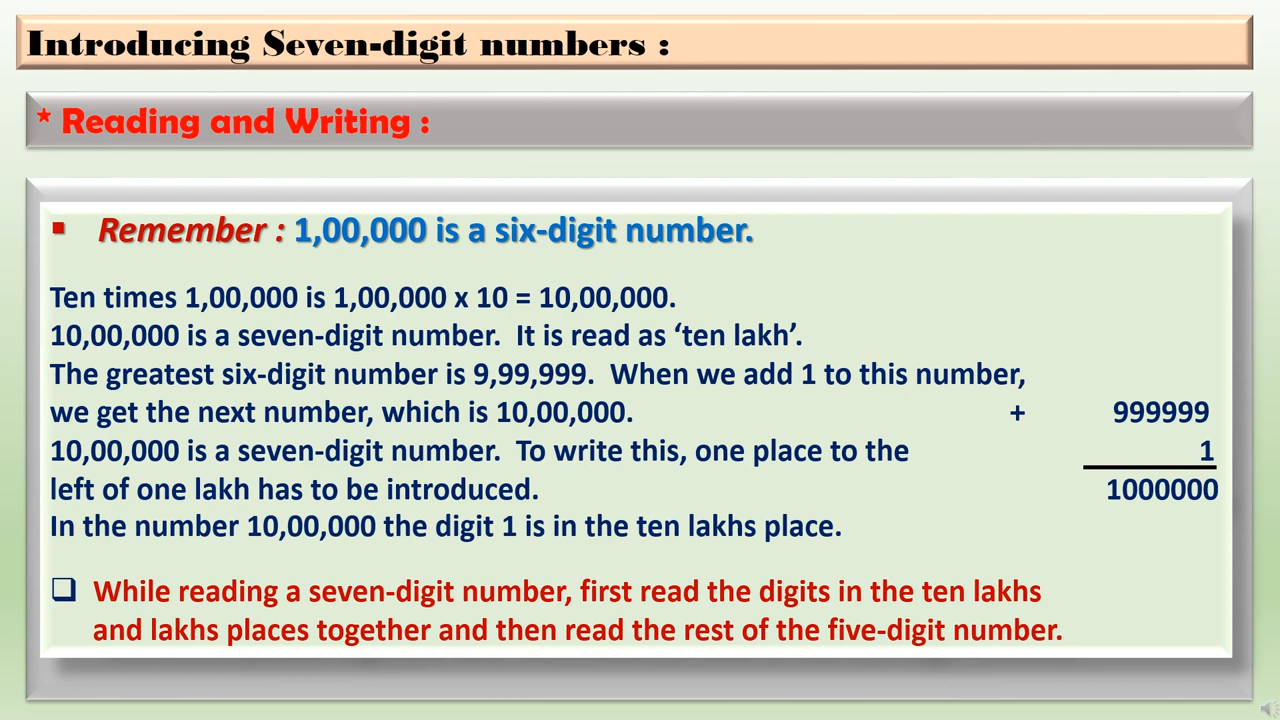 Introducing Seven-digit numbers :
* Reading and Writing :
▪ Remember : 1,00,000 is a six-digit number.
Ten times 1,00,000 is 1,00,000 x 10 = 10,00,000.
10,00,000 is a seven-digit number. It is read as ‘ten lakh’.
The greatest six-digit number is 9,99,999. When we add 1 to this number,
we get the next number, which is 10,00,000. + 999999
10,00,000 is a seven-digit number. To write this, one place to the 1
left of one lakh has to be introduced. 1000000
In the number 10,00,000 the digit 1 is in the ten lakhs place.
❑ While reading a seven-digit number, first read the digits in the ten lakhs
and lakhs places together and then read the rest of the five-digit number.